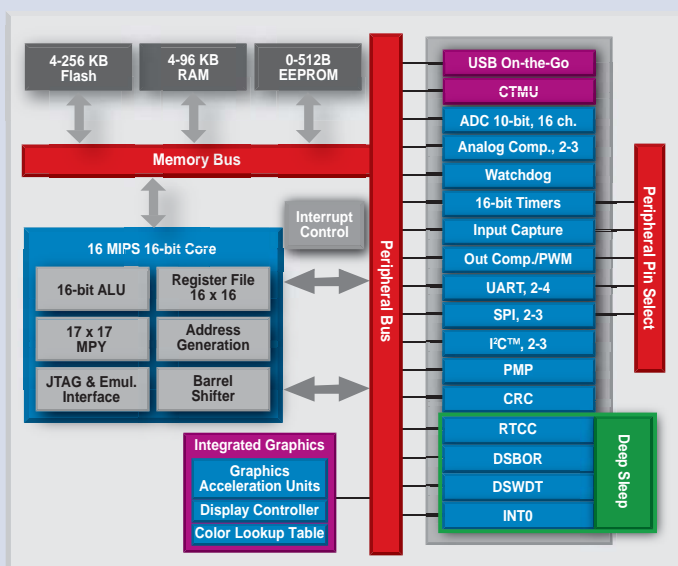 4-256 KB
Flash
4-96 KB
RAM
0-512B
EEPROM
Memory Bus
Interrupt
Control
16 MIPS 16-bit Core
16-bit ALU
Register File
16 x 16
17 x 17
MPY
Address
Generation
JTAG & Emul.
Interface
Barrel
Shifter
Integrated Graphics
Graphics
Acceleration Units
Display Controller
Color Lookup Table
Peripheral Bus
USB On-the-Go
CTMU
ADC 10-bit, 16 ch.
Analog Comp., 2-3
Watchdog
16-bit Timers
Input Capture
Out Comp./PWM
UART, 2-4
SPI, 2-3
I²C™, 2-3
PMP
CRC
RTCC
DSBOR
DSWDT
INT0
Deep Sleep
Peripheral Pin Select